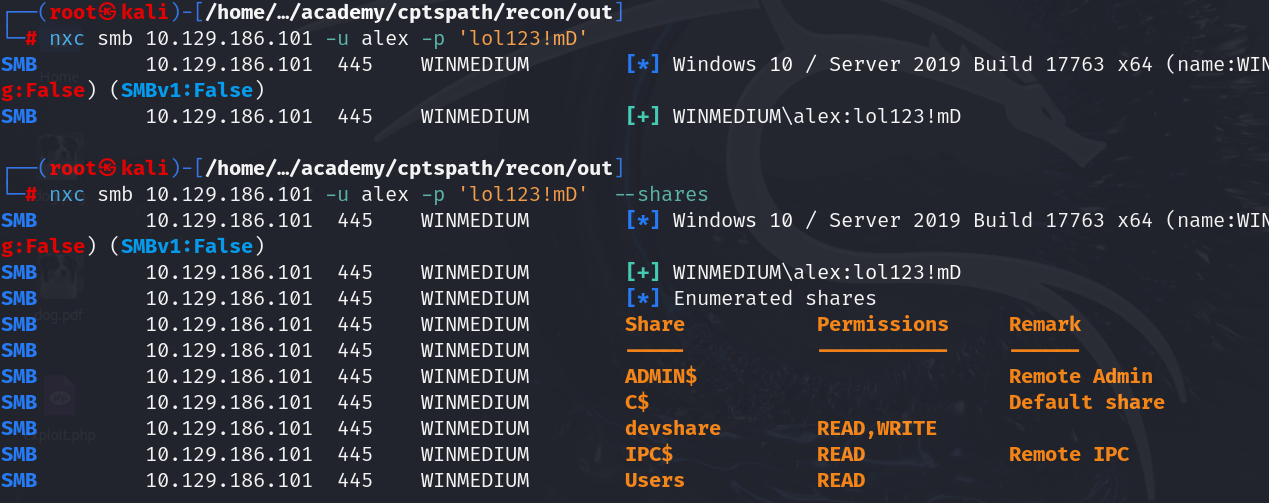 ┌──(root㉿kali)-[/home/…/academy/cptspath/recon/out]
└─# nxc smb 10.129.186.101 -u alex -p 'lol123!mD'
SMB 10.129.186.101 445 WINMEDIUM [*] Windows 10 / Server 2019 Build 17763 x64 (name:WIN
g:False) (SMBv1:False)
SMB 10.129.186.101 445 WINMEDIUM [+] WINMEDIUM\alex:lol123!mD
┌──(root㉿kali)-[/home/…/academy/cptspath/recon/out]
└─# nxc smb 10.129.186.101 -u alex -p 'lol123!mD' --shares
SMB 10.129.186.101 445 WINMEDIUM [*] Windows 10 / Server 2019 Build 17763 x64 (name:WIN
g:False) (SMBv1:False)
SMB 10.129.186.101 445 WINMEDIUM [+] WINMEDIUM\alex:lol123!mD
SMB 10.129.186.101 445 WINMEDIUM [*] Enumerated shares
SMB 10.129.186.101 445 WINMEDIUM Share Permissions Remark
SMB 10.129.186.101 445 WINMEDIUM ----- ----------- ------
SMB 10.129.186.101 445 WINMEDIUM ADMIN$ Remote Admin
SMB 10.129.186.101 445 WINMEDIUM C$ Default share
SMB 10.129.186.101 445 WINMEDIUM devshare READ,WRITE
SMB 10.129.186.101 445 WINMEDIUM IPC$ READ Remote IPC
SMB 10.129.186.101 445 WINMEDIUM Users READ
Home
dog.pdf
exploit.php